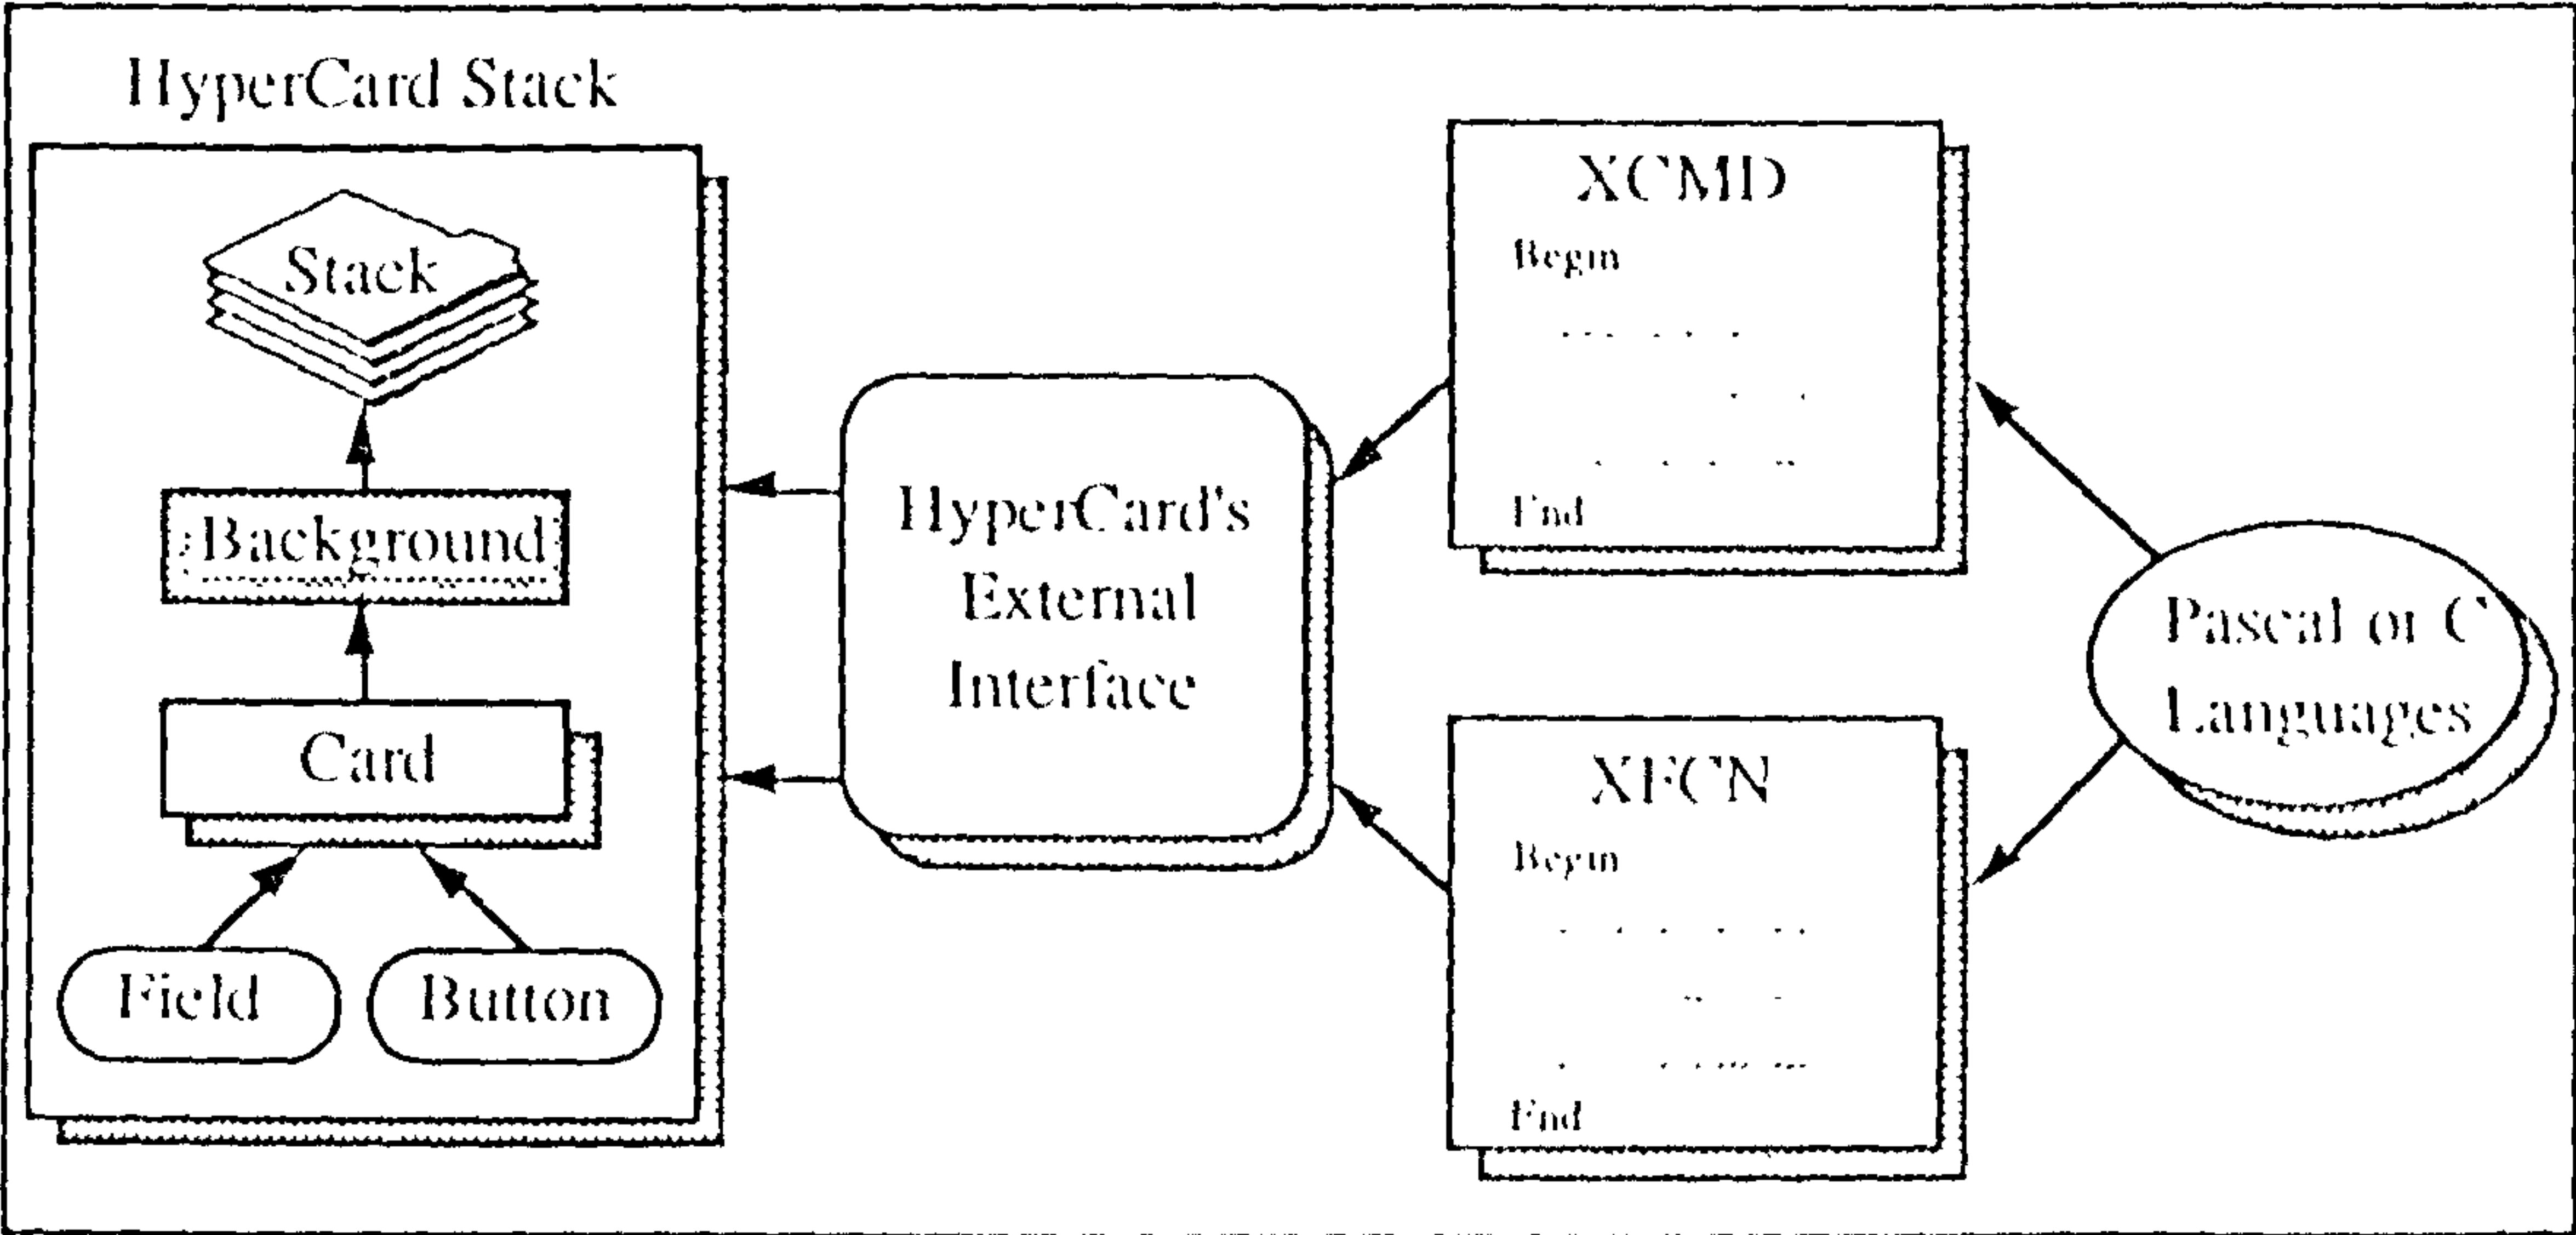 HyperCard Stack
Stack
Background
Card
Field
Button
HyperCard's
External
Interface
XCMD
Begin
End
XFCN
Begin
End
Pascal or C
Languages